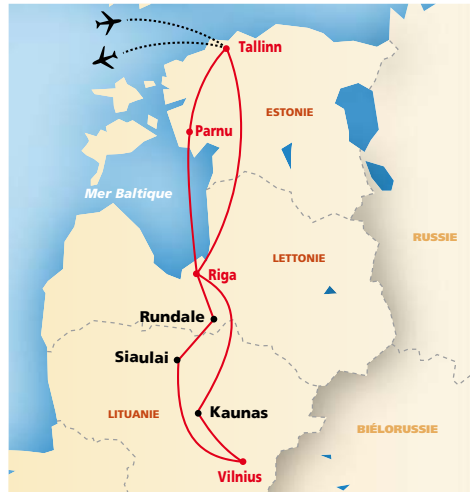 Tallinn
ESTONIE
Parnu
Mer Baltique
RUSSIE
LETTONIE
Riga
Rundale
Siaulai
LITUANIE
Kaunas
BIÉLORUSSIE
Vilnius